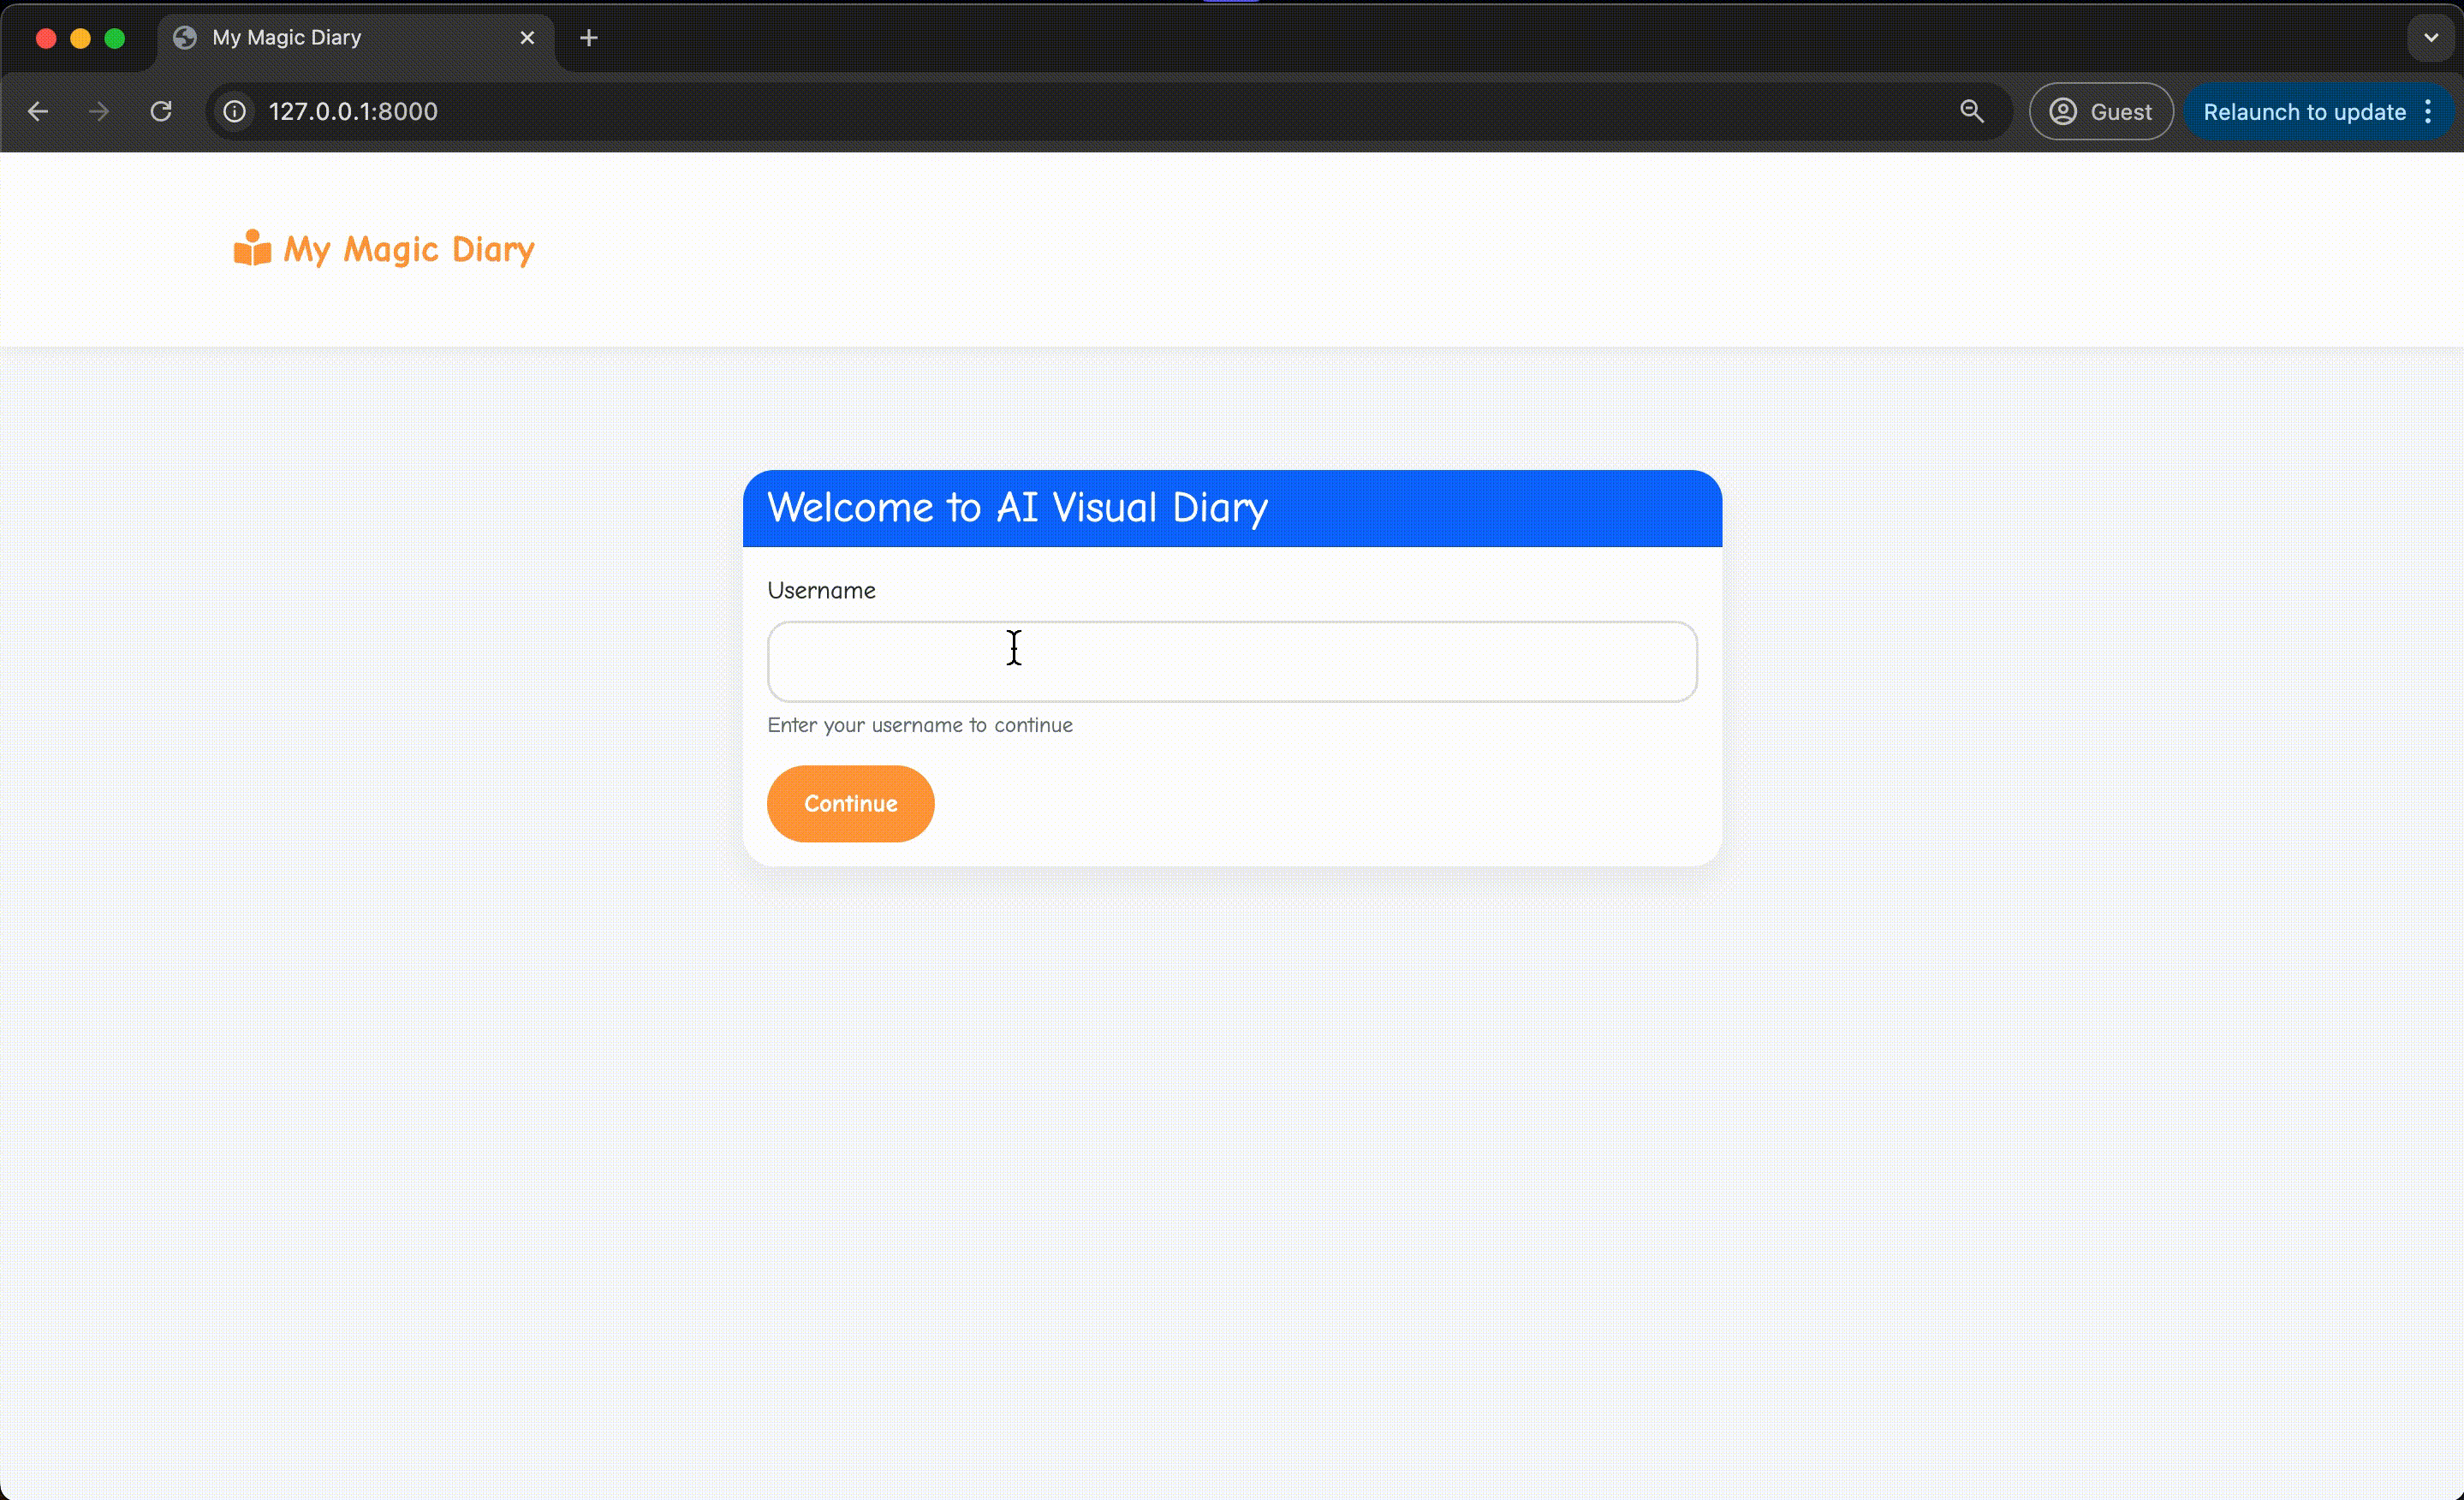 My Magic Diary
127.0.0.1:8000
Guest
Relaunch to update
My Magic Diary
Welcome to AI Visual Diary
Username
Enter your username to continue
Continue